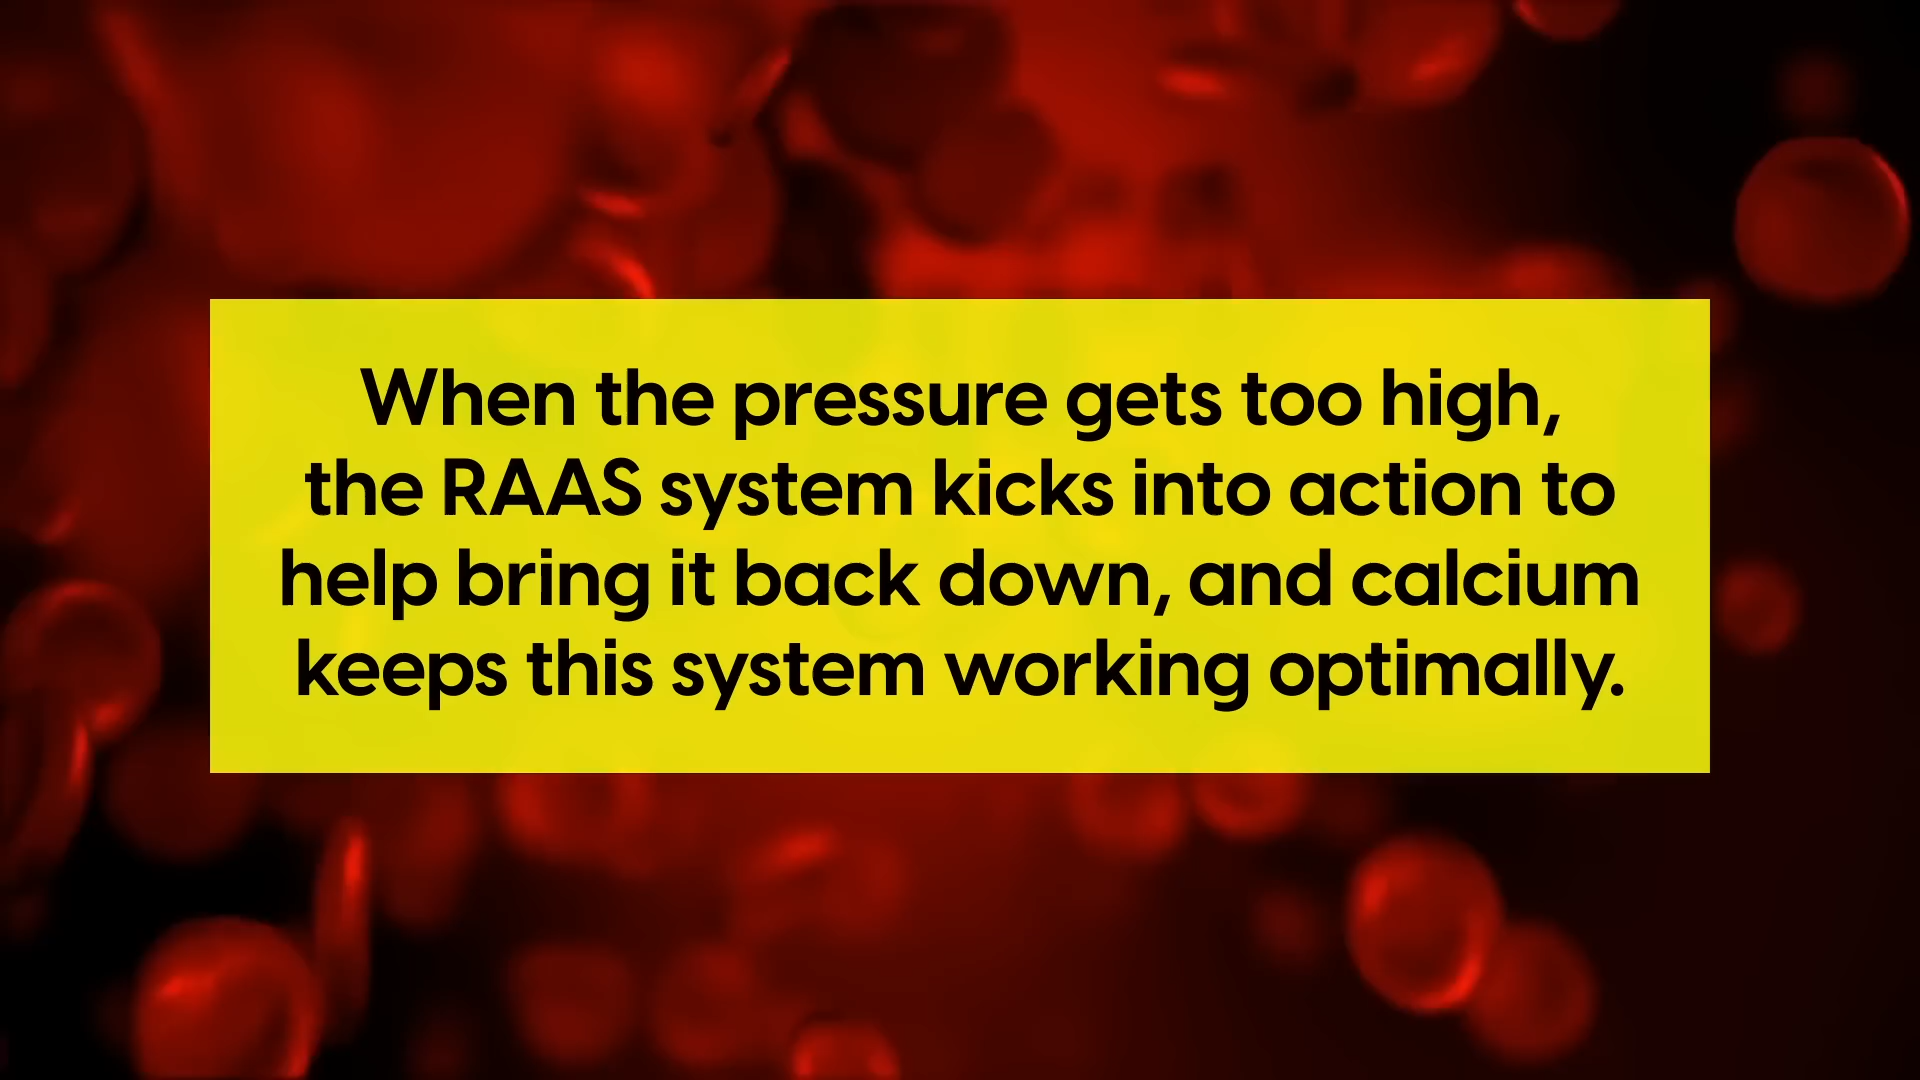 When the pressure gets too high,
the RAAS system kicks into action to
help bring it back down, and calcium
keeps this system working optimally.